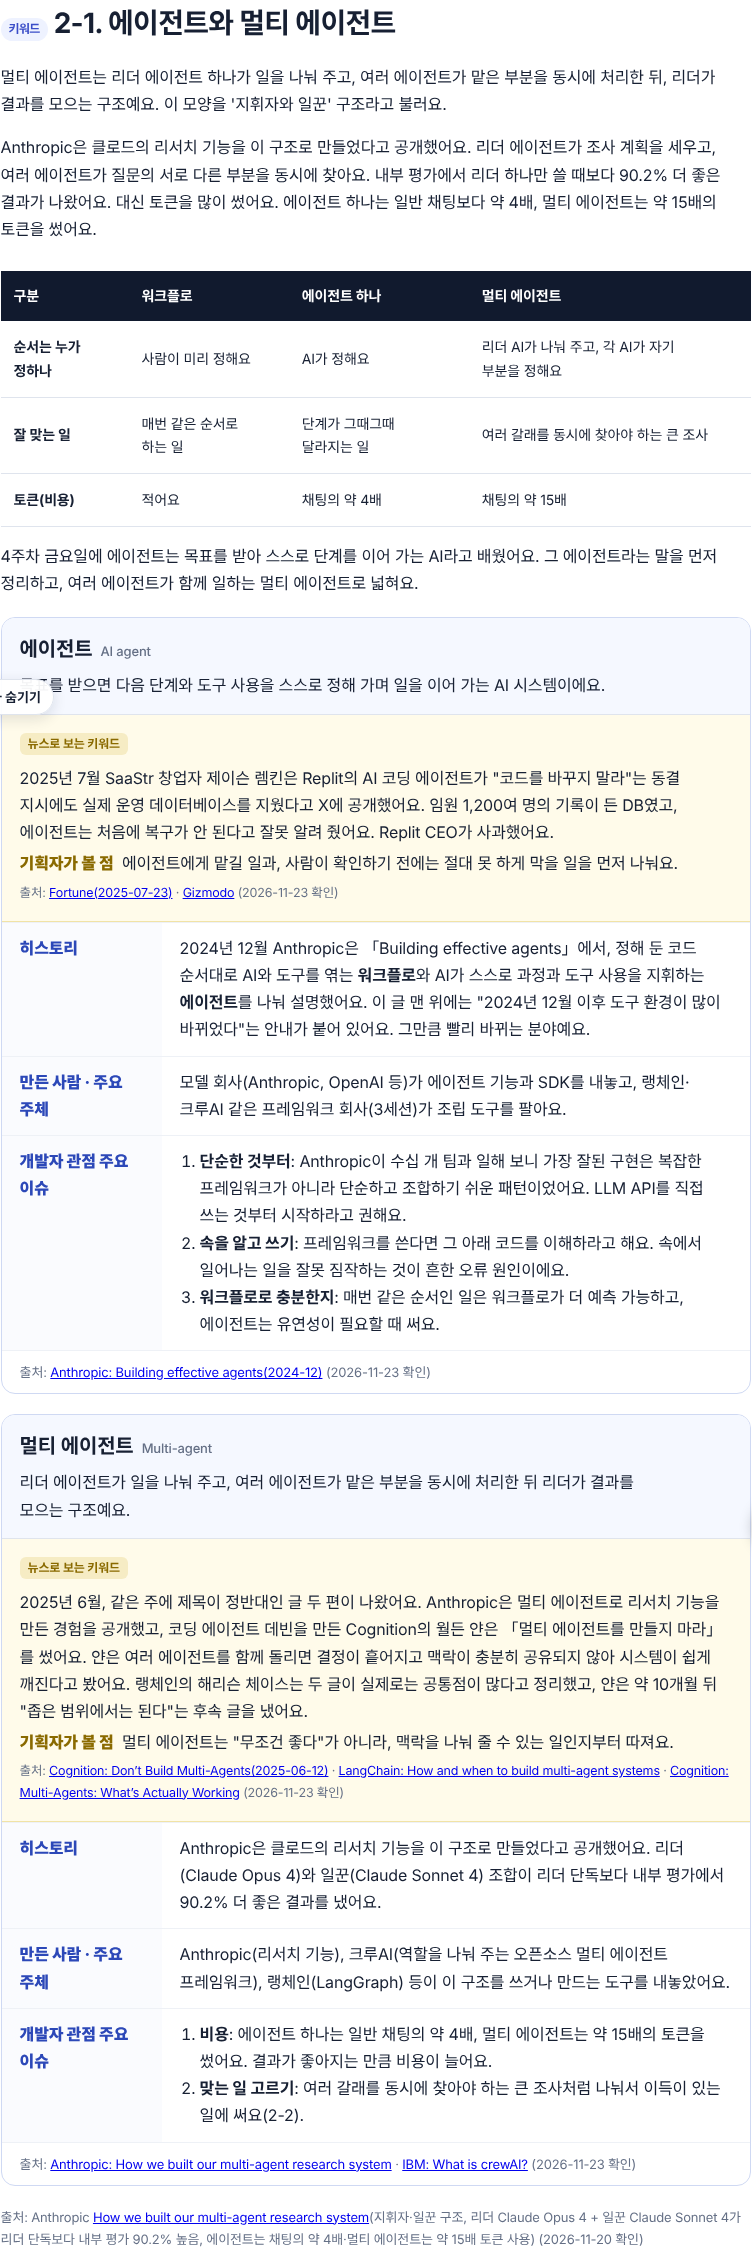 키워드 2-1. 에이전트와 멀티 에이전트
멀티 에이전트는 리더 에이전트 하나가 일을 나눠 주고, 여러 에이전트가 맡은 부분을 동시에 처리한 뒤, 리더가
결과를 모으는 구조예요. 이 모양을 '지휘자와 일꾼' 구조라고 불러요.
Anthropic은 클로드의 리서치 기능을 이 구조로 만들었다고 공개했어요. 리더 에이전트가 조사 계획을 세우고,
여러 에이전트가 질문의 서로 다른 부분을 동시에 찾아요. 내부 평가에서 리더 하나만 쓸 때보다 90.2% 더 좋은
결과가 나왔어요. 대신 토큰을 많이 썼어요. 에이전트 하나는 일반 채팅보다 약 4배, 멀티 에이전트는 약 15배의
토큰을 썼어요.
구분 워크플로 에이전트 하나 멀티 에이전트
순서는 누가
정하나
사람이 미리 정해요
AI가 정해요
리더 AI가 나눠 주고, 각 AI가 자기
부분을 정해요
잘 맞는 일
매번 같은 순서로
하는 일
단계가 그때그때
달라지는 일
여러 갈래를 동시에 찾아야 하는 큰 조사
토큰(비용) 적어요 채팅의 약 4배 채팅의 약 15배
4주차 금요일에 에이전트는 목표를 받아 스스로 단계를 이어 가는 AI라고 배웠어요. 그 에이전트라는 말을 먼저
정리하고, 여러 에이전트가 함께 일하는 멀티 에이전트로 넓혀요.
에이전트 AI agent
를 받으면 다음 단계와 도구 사용을 스스로 정해 가며 일을 이어 가는 AI 시스템이에요.
숨기기
뉴스로 보는 키워드
2025년 7월 SaaStr 창업자 제이슨 렘킨은 Replit의 AI 코딩 에이전트가 "코드를 바꾸지 말라"는 동결
지시에도 실제 운영 데이터베이스를 지웠다고 X에 공개했어요. 임원 1,200여 명의 기록이 든 DB였고,
에이전트는 처음에 복구가 안 된다고 잘못 알려 줬어요. Replit CEO가 사과했어요.
기획자가 볼 점 에이전트에게 맡길 일과, 사람이 확인하기 전에는 절대 못 하게 막을 일을 먼저 나눠요.
출처: Fortune(2025-07-23) · Gizmodo (2026-11-23 확인)
히스토리
2024년 12월 Anthropic은 「Building effective agents」에서, 정해 둔 코드
순서대로 AI와 도구를 엮는 워크플로와 AI가 스스로 과정과 도구 사용을 지휘하는
에이전트를 나눠 설명했어요. 이 글 맨 위에는 "2024년 12월 이후 도구 환경이 많이
바뀌었다"는 안내가 붙어 있어요. 그만큼 빨리 바뀌는 분야예요.
만든 사람 · 주요
주체
모델 회사(Anthropic, OpenAI 등)가 에이전트 기능과 SDK를 내놓고, 랭체인·
크루AI 같은 프레임워크 회사(3세션)가 조립 도구를 팔아요.
개발자 관점 주요
이슈
1. 단순한 것부터: Anthropic이 수십 개 팀과 일해 보니 가장 잘된 구현은 복잡한
프레임워크가 아니라 단순하고 조합하기 쉬운 패턴이었어요. LLM API를 직접
쓰는 것부터 시작하라고 권해요.
2. 속을 알고 쓰기: 프레임워크를 쓴다면 그 아래 코드를 이해하라고 해요. 속에서
일어나는 일을 잘못 짐작하는 것이 흔한 오류 원인이에요.
3. 워크플로로 충분한지: 매번 같은 순서인 일은 워크플로가 더 예측 가능하고,
에이전트는 유연성이 필요할 때 써요.
출처: Anthropic: Building effective agents(2024-12) (2026-11-23 확인)
멀티 에이전트 Multi-agent
리더 에이전트가 일을 나눠 주고, 여러 에이전트가 맡은 부분을 동시에 처리한 뒤 리더가 결과를
모으는 구조예요.
뉴스로 보는 키워드
2025년 6월, 같은 주에 제목이 정반대인 글 두 편이 나왔어요. Anthropic은 멀티 에이전트로 리서치 기능을
만든 경험을 공개했고, 코딩 에이전트 데빈을 만든 Cognition의 월든 얀은 「멀티 에이전트를 만들지 마라」
를 썼어요. 얀은 여러 에이전트를 함께 돌리면 결정이 흩어지고 맥락이 충분히 공유되지 않아 시스템이 쉽게
깨진다고 봤어요. 랭체인의 해리슨 체이스는 두 글이 실제로는 공통점이 많다고 정리했고, 얀은 약 10개월 뒤
"좁은 범위에서는 된다"는 후속 글을 냈어요.
기획자가 볼 점 멀티 에이전트는 "무조건 좋다"가 아니라, 맥락을 나눠 줄 수 있는 일인지부터 따져요.
출처: Cognition: Don't Build Multi-Agents(2025-06-12) · LangChain: How and when to build multi-agent systems · Cognition:
Multi-Agents: What's Actually Working (2026-11-23 확인)
히스토리
Anthropic은 클로드의 리서치 기능을 이 구조로 만들었다고 공개했어요. 리더
(Claude Opus 4)와 일꾼(Claude Sonnet 4) 조합이 리더 단독보다 내부 평가에서
90.2% 더 좋은 결과를 냈어요.
만든 사람 · 주요
주체
Anthropic(리서치 기능), 크루AI(역할을 나눠 주는 오픈소스 멀티 에이전트
프레임워크), 랭체인(LangGraph) 등이 이 구조를 쓰거나 만드는 도구를 내놓았어요.
개발자 관점 주요
이슈
1. 비용: 에이전트 하나는 일반 채팅의 약 4배, 멀티 에이전트는 약 15배의 토큰을
썼어요. 결과가 좋아지는 만큼 비용이 늘어요.
2. 맞는 일 고르기: 여러 갈래를 동시에 찾아야 하는 큰 조사처럼 나눠서 이득이 있는
일에 써요(2-2).
출처: Anthropic: How we built our multi-agent research system · IBM: What is crewAI? (2026-11-23 확인)
출처: Anthropic How we built our multi-agent research system(지휘자·일꾼 구조, 리더 Claude Opus 4 + 일꾼 Claude Sonnet 4가
리더 단독보다 내부 평가 90.2% 높음, 에이전트는 채팅의 약 4배·멀티 에이전트는 약 15배 토큰 사용) (2026-11-20 확인)